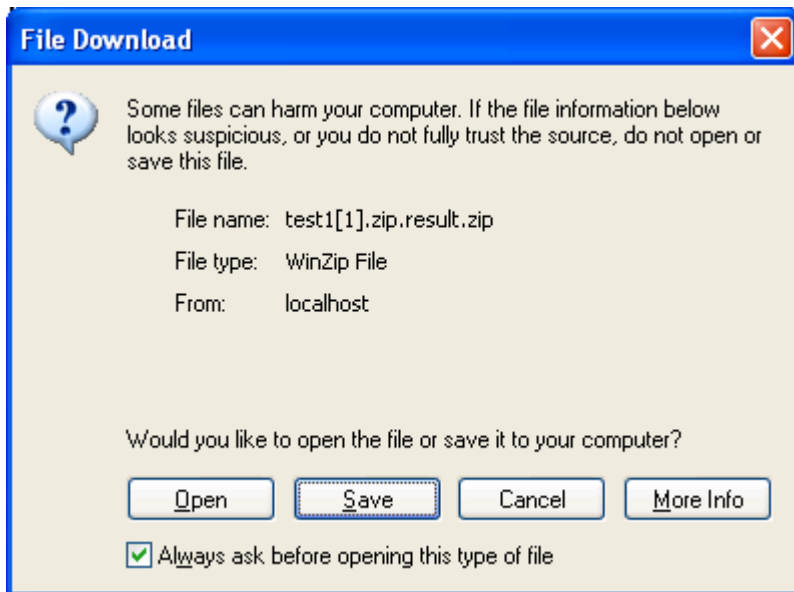 File Download
Some files can harm your computer. If the file information below
looks suspicious, or you do not fully trust the source, do not open or
save this file.
File name: test1[1].zip.result.zip
File type: WinZip File
From: localhost
Would you like to open the file or save it to your computer?
Open Save Cancel More Info
Always ask before opening this type of file